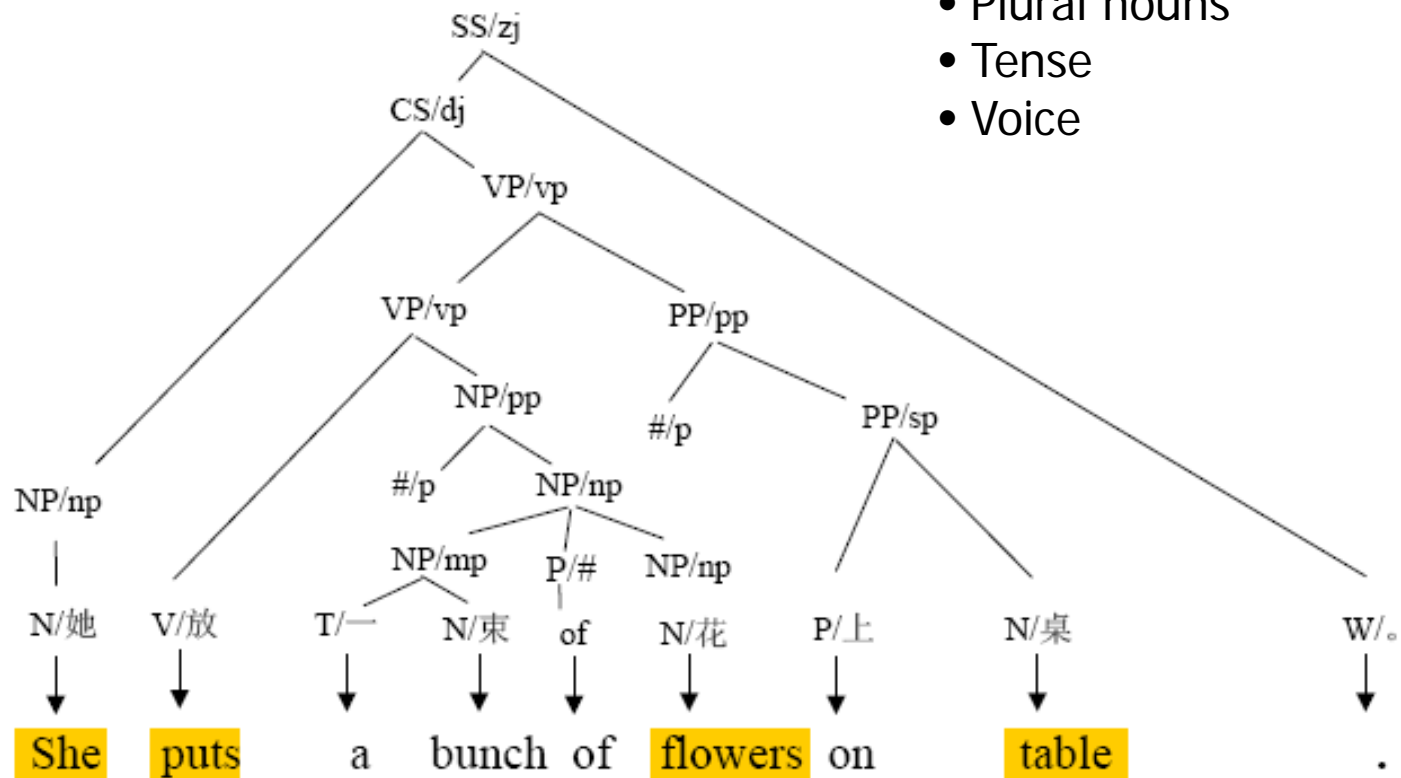 • Plural nouns
• Tense
• Voice
SS/zj
CS/dj
VP/vp
VP/vp PP/pp
NP/pp
#/p PP/sp
NP/np #/p NP/np
NP/mp P/# NP/np
N/她 V/放 T/一 N/束 of N/花 P/上 N/桌 W/。
She puts a bunch of flowers on table .